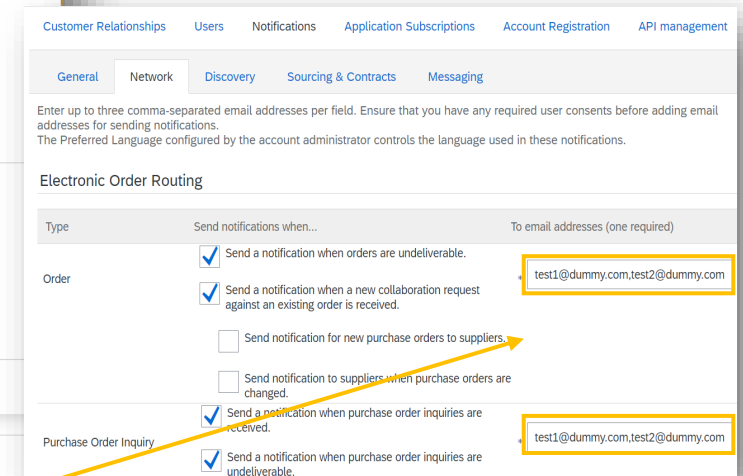 Customer Relationships Users Notifications Application Subscriptions Account Registration API management
General Network Discovery Sourcing & Contracts Messaging
Enter up to three comma-separated email addresses per field. Ensure that you have any required user consents before adding email
addresses for sending notifications.
The Preferred Language configured by the account administrator controls the language used in these notifications.
Electronic Order Routing
Type Send notifications when... To email addresses (one required)
Send a notification when orders are undeliverable.
Order
* test1@dummy.com,test2@dummy.com
Send a notification when a new collaboration request
against an existing order is received.
Send notification for new purchase orders to suppliers.
Send notification to suppliers when purchase orders are
changed.
Send a notification when purchase order inquiries are
received.
Purchase Order Inquiry
* test1@dummy.com,test2@dummy.com
Send a notification when purchase order inquiries are
undeliverable.